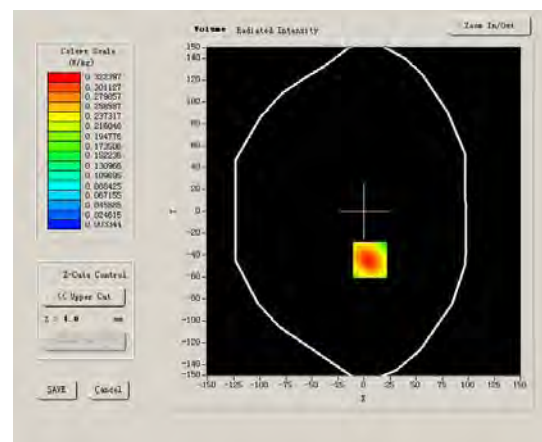 Volume Radiated Intensity
Zoom In/Out
Colors Scale
(W/kg)
0.322397
0.301127
0.279857
0.258587
0.237317
0.216046
0.194776
0.173506
0.152236
0.130966
0.109695
0.088425
0.067155
0.045885
0.024615
0.003344
Z-Cuts Control
<< Upper Cut
Z = 4.0 mm
SAVE
Cancel
150
140
100
80
60
40
20
0
-20
-40
-60
-80
-100
-140
-150
Y
-150 -125 -100 -75 -50 -25 0 25 50 75 100 125 150
X